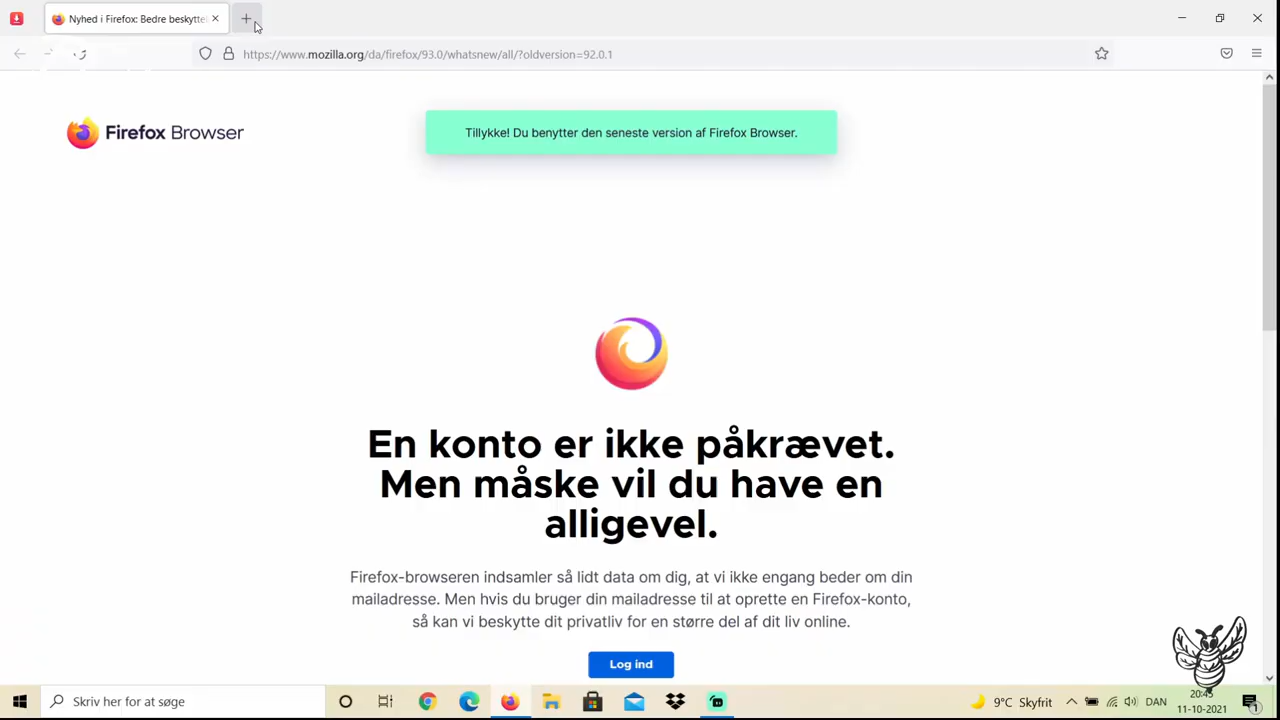 Nyhed i Firefox: Bedre beskytte
https://www.mozilla.org/da/firefox/93.0/whatsnew/all/?oldversion=92.0.1
Firefox Browser
Tillykke! Du benytter den seneste version af Firefox Browser.
En konto er ikke påkrævet.
Men måske vil du have en
alligevel.
Firefox-browseren indsamler så lidt data om dig, at vi ikke engang beder om din
mailadresse. Men hvis du bruger din mailadresse til at oprette en Firefox-konto,
så kan vi beskytte dit privatliv for en større del af dit liv online.
Log ind
Skriv her for at søge
9°C Skyfrit
DAN
20:45
11-10-2021
1